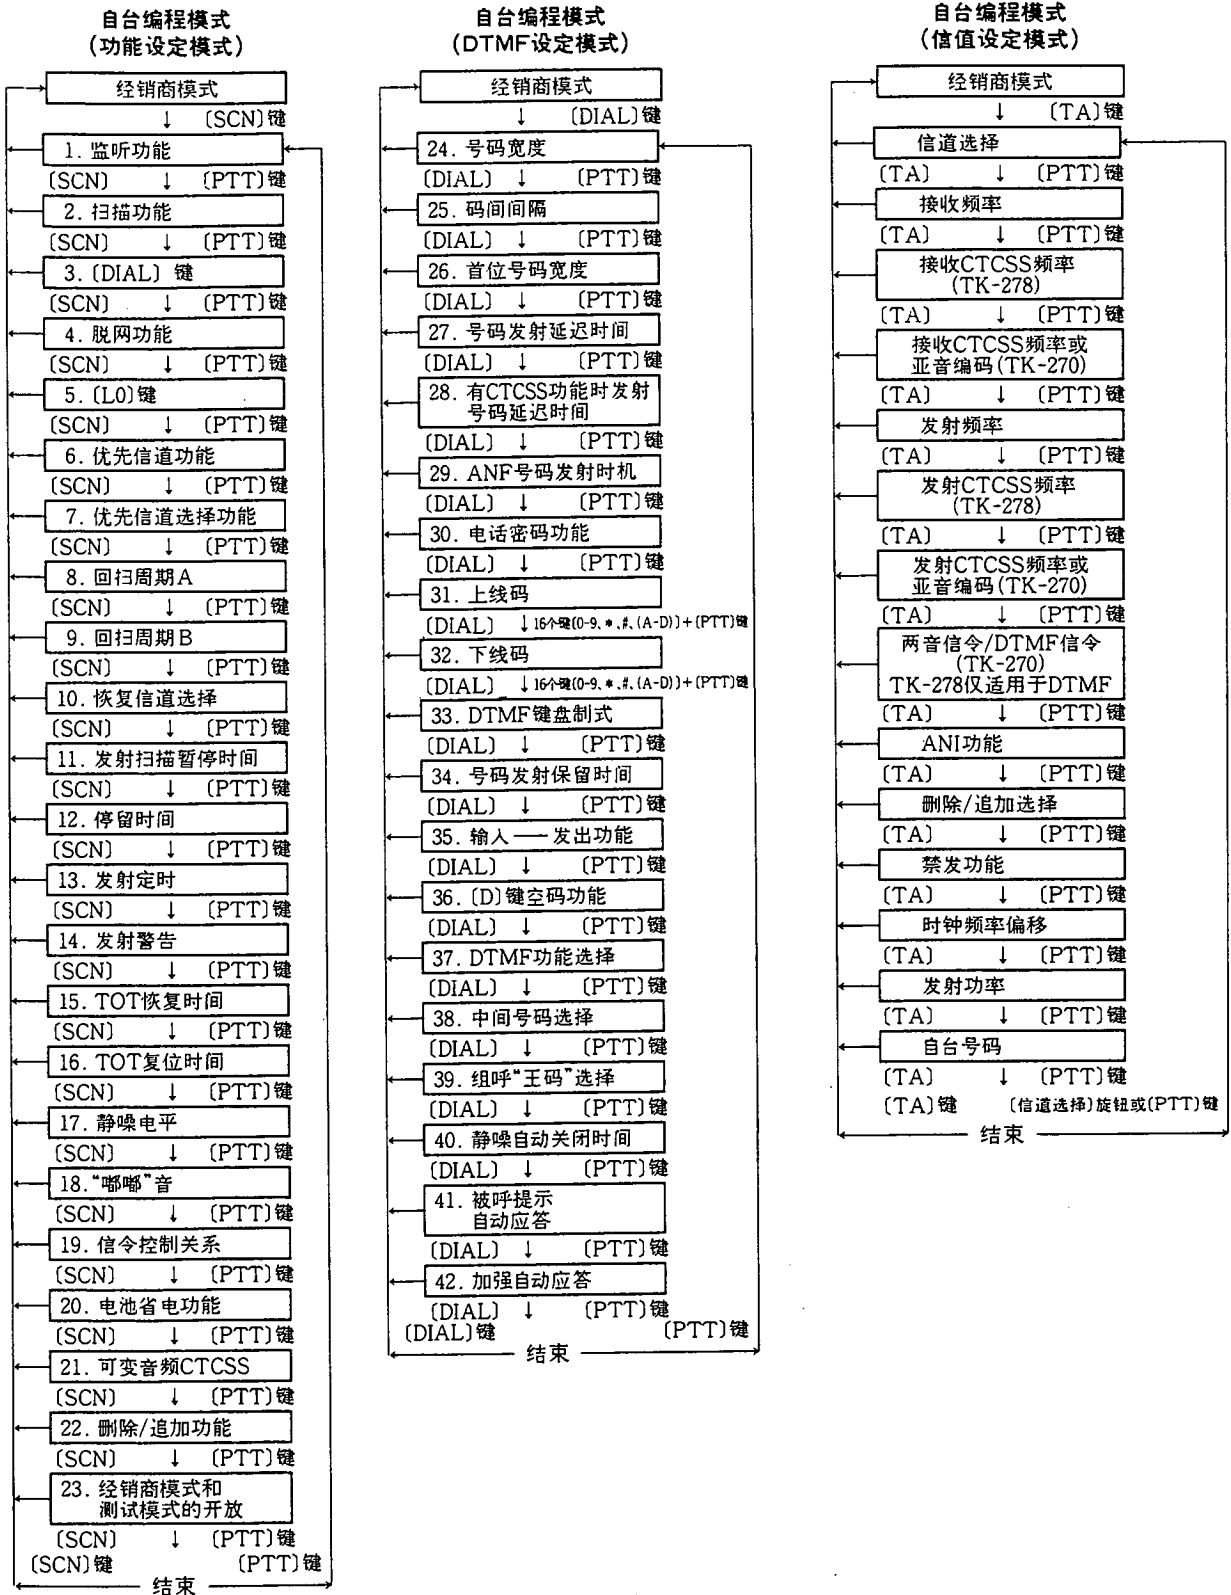 自台编程模式
(功能设定模式)
经销商模式
↓ (SCN)键
1. 监听功能
(SCN) ↓ (PTT)键
2. 扫描功能
(SCN) ↓ (PTT)键
3. (DIAL) 键
(SCN) ↓ (PTT)键
4. 脱网功能
(SCN) ↓ (PTT)键
5. (L0)键
(SCN) ↓ (PTT)键
6. 优先信道功能
(SCN) ↓ (PTT)键
7. 优先信道选择功能
(SCN) ↓ (PTT)键
8. 回扫周期A
(SCN) ↓ (PTT)键
9. 回扫周期B
(SCN) ↓ (PTT)键
10. 恢复信道选择
(SCN) ↓ (PTT)键
11. 发射扫描暂停时间
(SCN) ↓ (PTT)键
12. 停留时间
(SCN) ↓ (PTT)键
13. 发射定时
(SCN) ↓ (PTT)键
14. 发射警告
(SCN) ↓ (PTT)键
15. TOT恢复时间
(SCN) ↓ (PTT)键
16. TOT复位时间
(SCN) ↓ (PTT)键
17. 静噪电平
(SCN) ↓ (PTT)键
18. “嘟嘟”音
(SCN) ↓ (PTT)键
19. 信令控制关系
(SCN) ↓ (PTT)键
20. 电池省电功能
(SCN) ↓ (PTT)键
21. 可变音频CTCSS
(SCN) ↓ (PTT)键
22. 删除/追加功能
(SCN) ↓ (PTT)键
23. 经销商模式和
测试模式的开放
(SCN) ↓ (PTT)键
(SCN)键 (PTT)键
结束
自台编程模式
(DTMF设定模式)
经销商模式
↓ (DIAL)键
24. 号码宽度
(DIAL) ↓ (PTT)键
25. 码间间隔
(DIAL) ↓ (PTT)键
26. 首位号码宽度
(DIAL) ↓ (PTT)键
27. 号码发射延迟时间
(DIAL) ↓ (PTT)键
28. 有CTCSS功能时发射
号码延迟时间
(DIAL) ↓ (PTT)键
29. ANF号码发射时机
(DIAL) ↓ (PTT)键
30. 电话密码功能
(DIAL) ↓ (PTT)键
31. 上线码
(DIAL) ↓16个键(0-9、*、#、(A-D))+(PTT)键
32. 下线码
(DIAL) ↓16个键(0-9、*、#、(A-D))+(PTT)键
33. DTMF键盘制式
(DIAL) ↓ (PTT)键
34. 号码发射保留时间
(DIAL) ↓ (PTT)键
35. 输入——发出功能
(DIAL) ↓ (PTT)键
36. (D)键空码功能
(DIAL) ↓ (PTT)键
37. DTMF功能选择
(DIAL) ↓ (PTT)键
38. 中间号码选择
(DIAL) ↓ (PTT)键
39. 组呼“王码”选择
(DIAL) ↓ (PTT)键
40. 静噪自动关闭时间
(DIAL) ↓ (PTT)键
41. 被呼提示
自动应答
(DIAL) ↓ (PTT)键
42. 加强自动应答
(DIAL) ↓ (PTT)键
(DIAL)键 (PTT)键
结束
自台编程模式
(信值设定模式)
经销商模式
↓ (TA)键
信道选择
(TA) ↓ (PTT)键
接收频率
(TA) ↓ (PTT)键
接收CTCSS频率
(TK-278)
(TA) ↓ (PTT)键
接收CTCSS频率或
亚音编码(TK-270)
(TA) ↓ (PTT)键
发射频率
(TA) ↓ (PTT)键
发射CTCSS频率
(TK-278)
(TA) ↓ (PTT)键
发射CTCSS频率或
亚音编码(TK-270)
(TA) ↓ (PTT)键
两音信令/DTMF信令
(TK-270)
TK-278仅适用于DTMF
(TA) ↓ (PTT)键
ANI功能
(TA) ↓ (PTT)键
删除/追加选择
(TA) ↓ (PTT)键
禁发功能
(TA) ↓ (PTT)键
时钟频率偏移
(TA) ↓ (PTT)键
发射功率
(TA) ↓ (PTT)键
自台号码
(TA) ↓ (PTT)键
(TA)键 (信道选择)旋钮或(PTT)键
结束